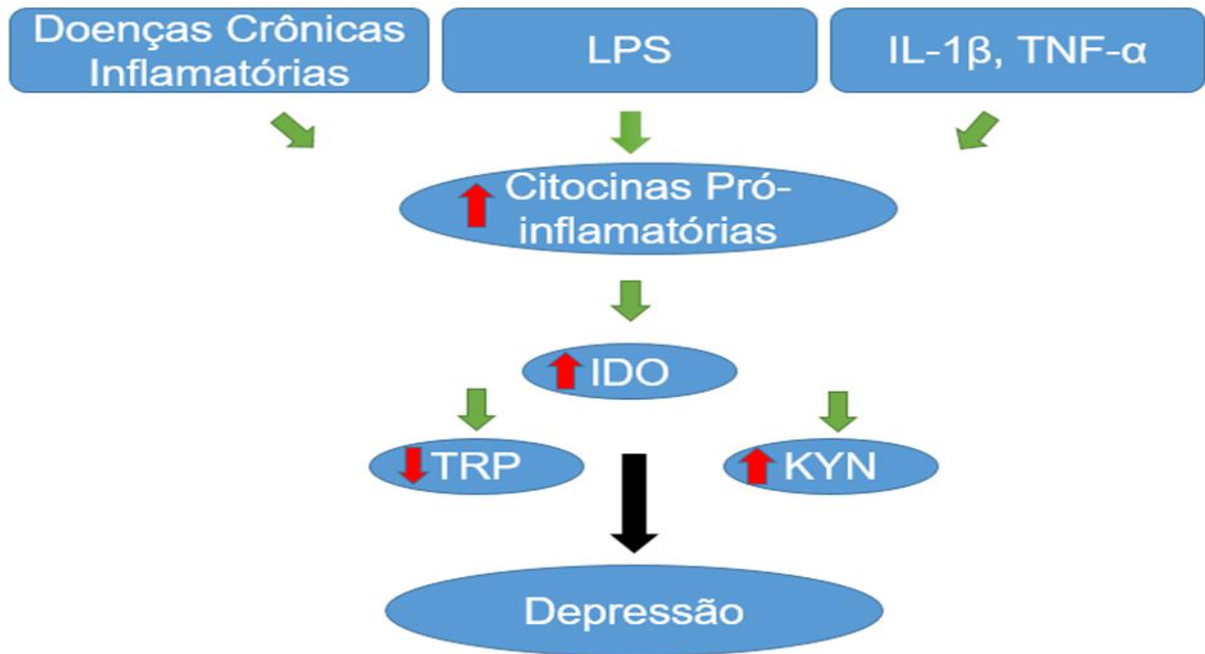 Doenças Crônicas
Inflamatórias
LPS
IL-1β, TNF-α
Citocinas Pró-
inflamatórias
IDO
TRP
KYN
Depressão